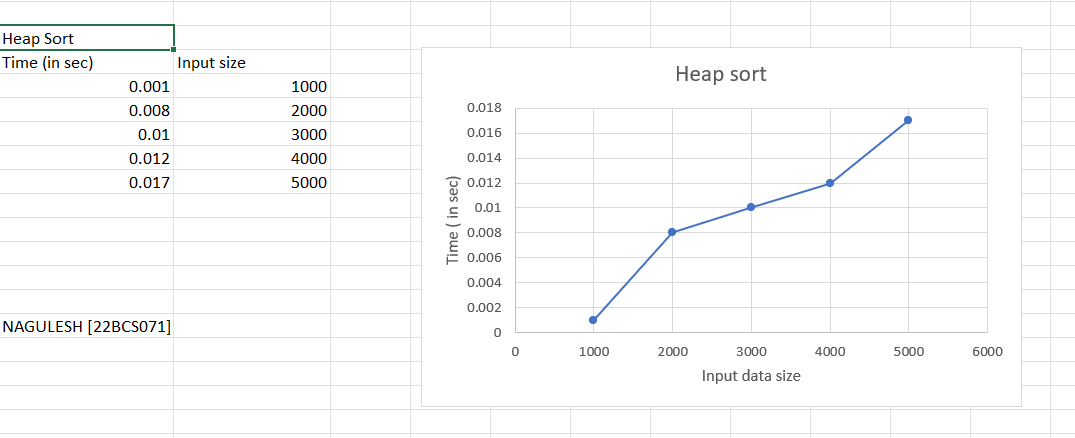 Heap Sort
Time (in sec) Input size
0.001 1000
0.008 2000
0.01 3000
0.012 4000
0.017 5000
NAGULESH [22BCS071]
Heap sort
0.018
0.016
0.014
0.012
0.01
0.008
0.006
0.004
0.002
0
Time ( in sec)
0 1000 2000 3000 4000 5000 6000
Input data size